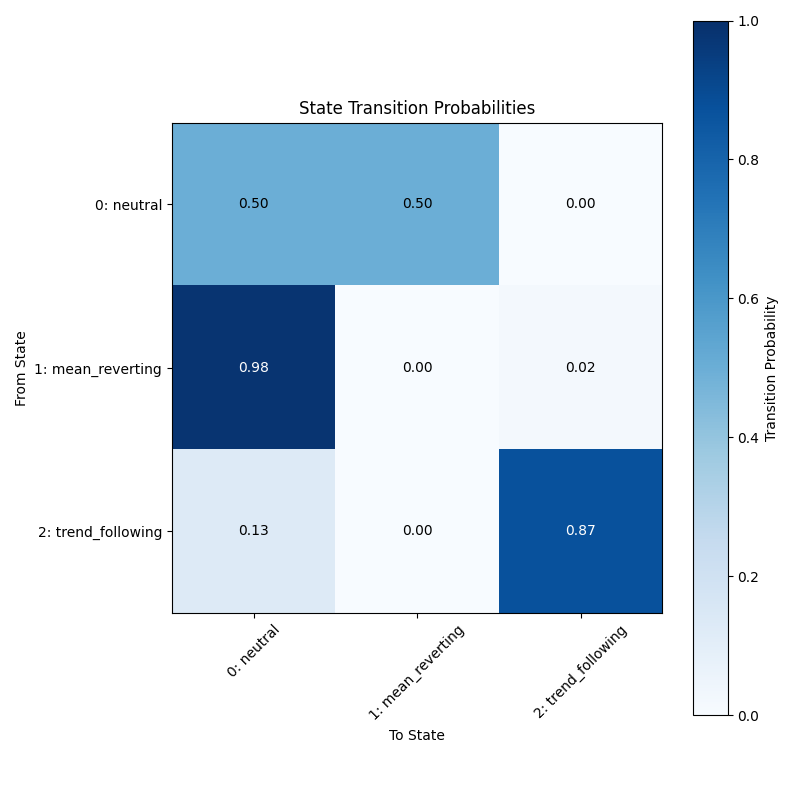 State Transition Probabilities
0: neutral
1: mean_reverting
2: trend_following
From State
0.50 0.50 0.00
0.98 0.00 0.02
0.13 0.00 0.87
0: neutral
1: mean_reverting
2: trend_following
To State
1.0
0.8
0.6
0.4
0.2
0.0
Transition Probability